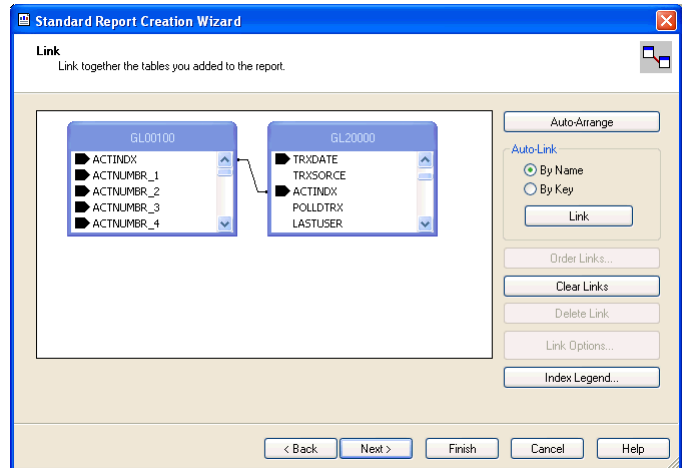 Standard Report Creation Wizard
Link
Link together the tables you added to the report.
GL00100
ACTINDX
ACTNUMBR_1
ACTNUMBR_2
ACTNUMBR_3
ACTNUMBR_4
GL20000
TRXDATE
TRXSORCE
ACTINDX
POLLDTRX
LASTUSER
Auto-Arrange
Auto-Link
By Name
By Key
Link
Order Links...
Clear Links
Delete Link
Link Options...
Index Legend...
< Back Next > Finish Cancel Help